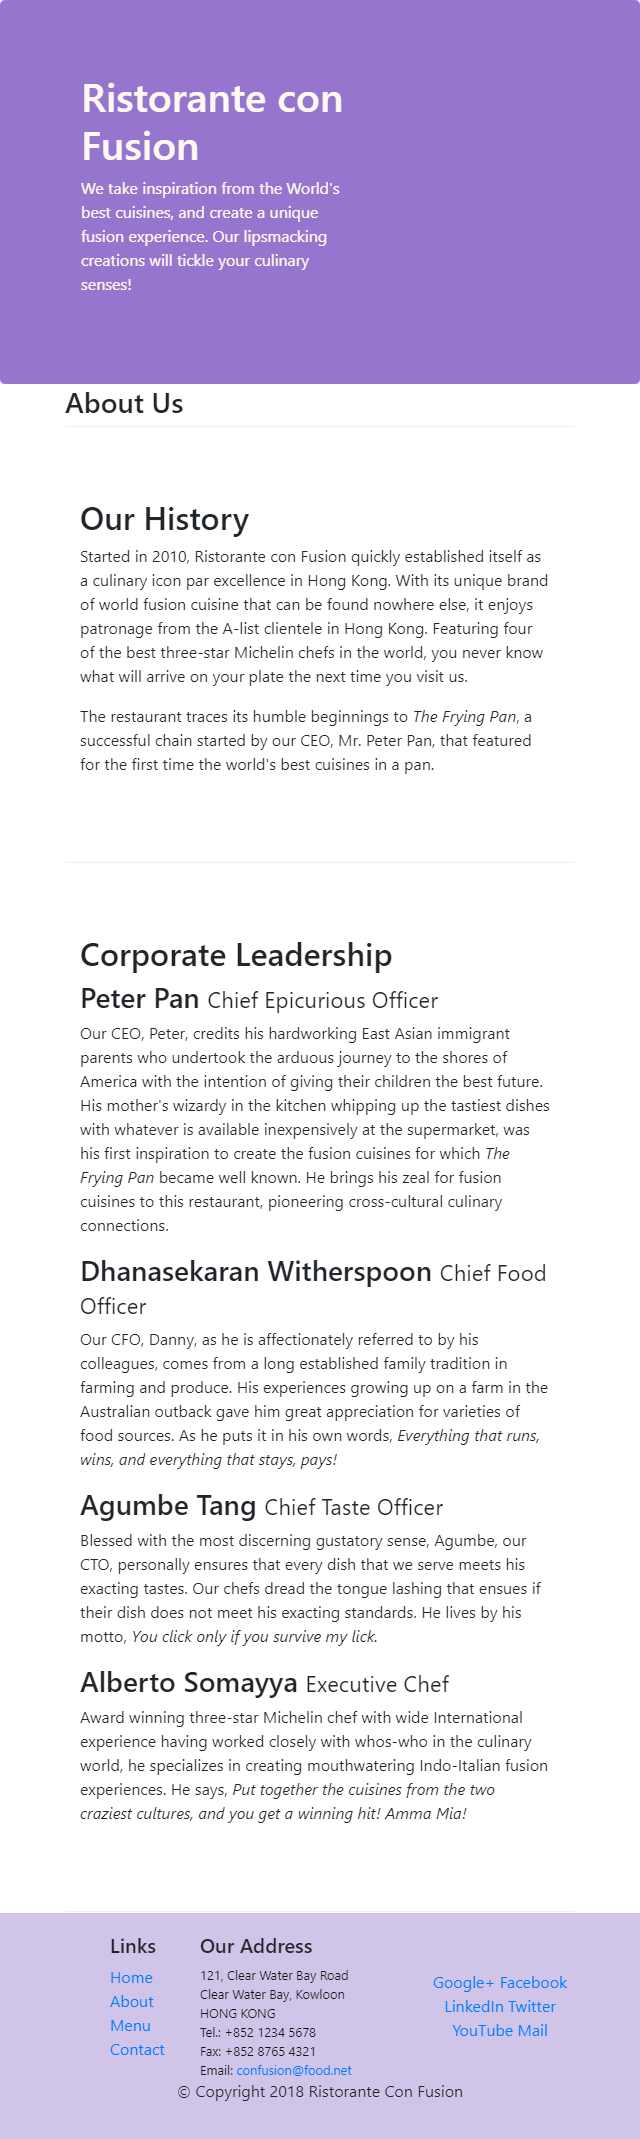 Ristorante con
Fusion
We take inspiration from the World's
best cuisines, and create a unique
fusion experience. Our lipsmacking
creations will tickle your culinary
senses!
About Us
Our History
Started in 2010, Ristorante con Fusion quickly established itself as
a culinary icon par excellence in Hong Kong. With its unique brand
of world fusion cuisine that can be found nowhere else, it enjoys
patronage from the A-list clientele in Hong Kong. Featuring four
of the best three-star Michelin chefs in the world, you never know
what will arrive on your plate the next time you visit us.
The restaurant traces its humble beginnings to The Frying Pan, a
successful chain started by our CEO, Mr. Peter Pan, that featured
for the first time the world's best cuisines in a pan.
Corporate Leadership
Peter Pan Chief Epicurious Officer
Our CEO, Peter, credits his hardworking East Asian immigrant
parents who undertook the arduous journey to the shores of
America with the intention of giving their children the best future.
His mother's wizardy in the kitchen whipping up the tastiest dishes
with whatever is available inexpensively at the supermarket, was
his first inspiration to create the fusion cuisines for which The
Frying Pan became well known. He brings his zeal for fusion
cuisines to this restaurant, pioneering cross-cultural culinary
connections.
Dhanasekaran Witherspoon Chief Food
Officer
Our CFO, Danny, as he is affectionately referred to by his
colleagues, comes from a long established family tradition in
farming and produce. His experiences growing up on a farm in the
Australian outback gave him great appreciation for varieties of
food sources. As he puts it in his own words, Everything that runs,
wins, and everything that stays, pays!
Agumbe Tang Chief Taste Officer
Blessed with the most discerning gustatory sense, Agumbe, our
CTO, personally ensures that every dish that we serve meets his
exacting tastes. Our chefs dread the tongue lashing that ensues if
their dish does not meet his exacting standards. He lives by his
motto, You click only if you survive my lick.
Alberto Somayya Executive Chef
Award winning three-star Michelin chef with wide International
experience having worked closely with whos-who in the culinary
world, he specializes in creating mouthwatering Indo-Italian fusion
experiences. He says, Put together the cuisines from the two
craziest cultures, and you get a winning hit! Amma Mia!
Links
Home
About
Menu
Contact
Our Address
121, Clear Water Bay Road
Clear Water Bay, Kowloon
HONG KONG
Tel.: +852 1234 5678
Fax: +852 8765 4321
Email: confusion@food.net
Google+ Facebook
LinkedIn Twitter
YouTube Mail
© Copyright 2018 Ristorante Con Fusion